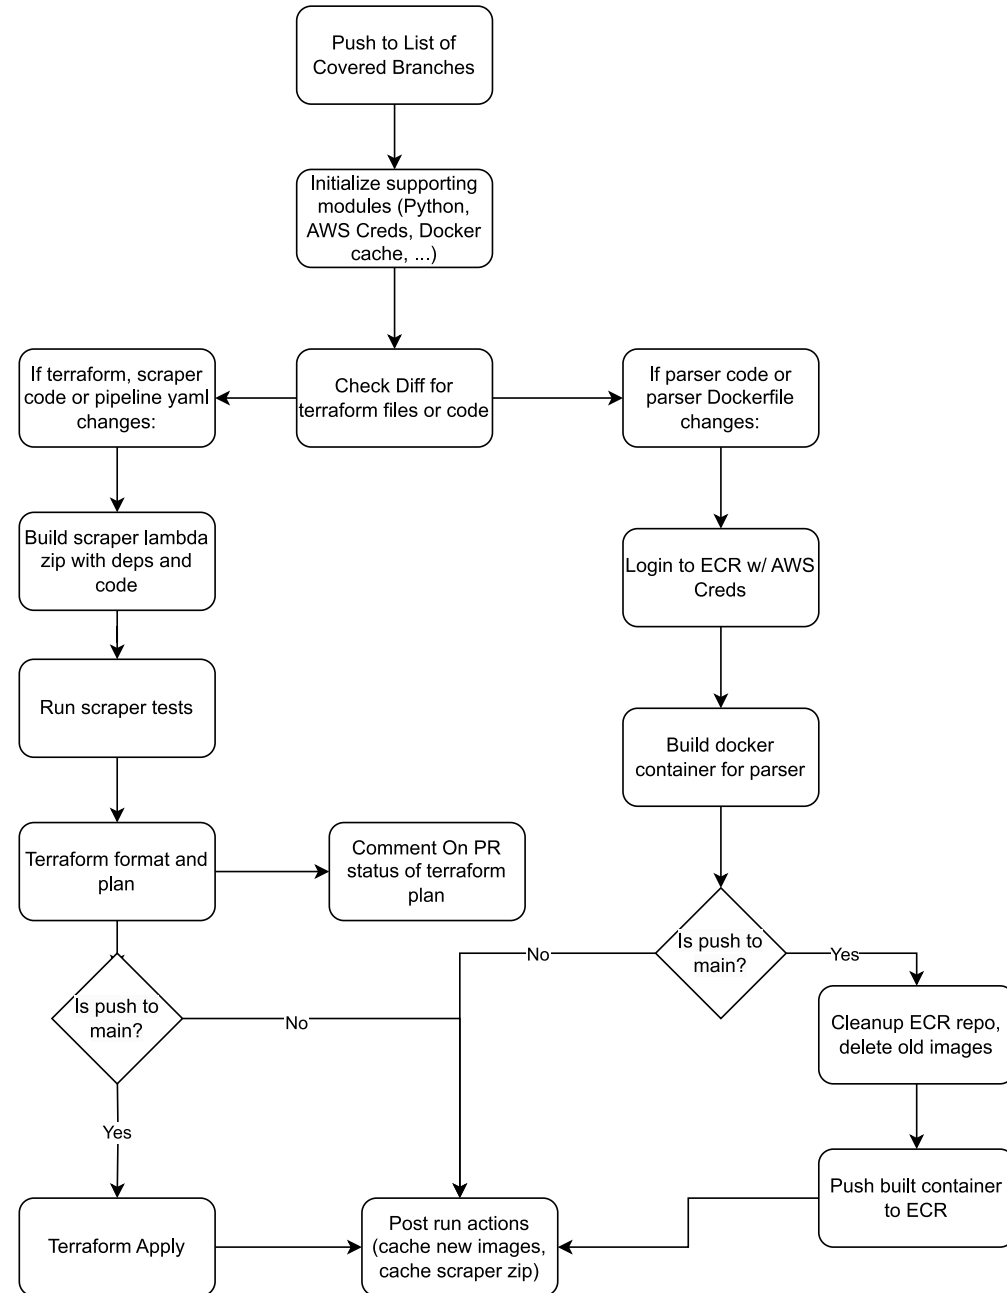 Push to List of
Covered Branches
Initialize supporting
modules (Python,
AWS Creds, Docker
cache, ...)
If terraform, scraper
code or pipeline yaml
changes:
Check Diff for
terraform files or code
If parser code or
parser Dockerfile
changes:
Build scraper lambda
zip with deps and
code
Login to ECR w/ AWS
Creds
Run scraper tests
Build docker
container for parser
Terraform format and
plan
Comment On PR
status of terraform
plan
Is push to
main?
No
Yes
Is push to
main?
No
Yes
Cleanup ECR repo,
delete old images
Push built container
to ECR
Terraform Apply
Post run actions
(cache new images,
cache scraper zip)